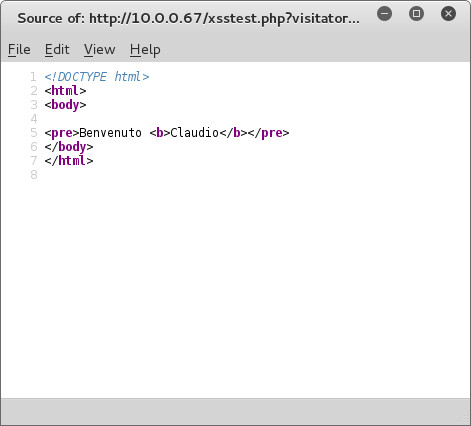 Source of: http://10.0.0.67/xsstest.php?visitator...
File Edit View Help
1 <!DOCTYPE html>
2 <html>
3 <body>
4
5 <pre>Benvenuto <b>Claudio</b></pre>
6 </body>
7 </html>
8